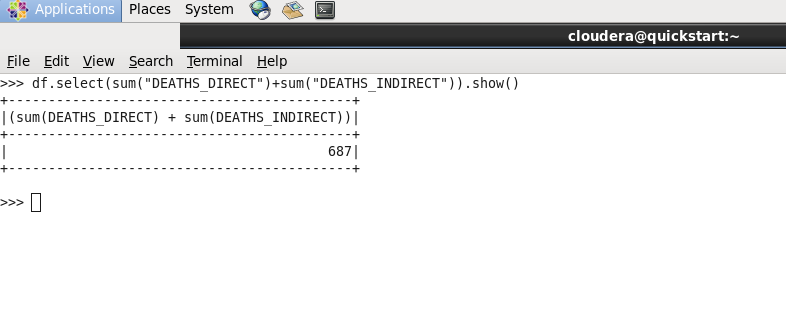 Applications Places System
cloudera@quickstart:~
File Edit View Search Terminal Help
>>> df.select(sum("DEATHS_DIRECT")+sum("DEATHS_INDIRECT")).show()
+-------------------------------------------+
|(sum(DEATHS_DIRECT) + sum(DEATHS_INDIRECT))|
+-------------------------------------------+
|                                        687|
+-------------------------------------------+
>>>